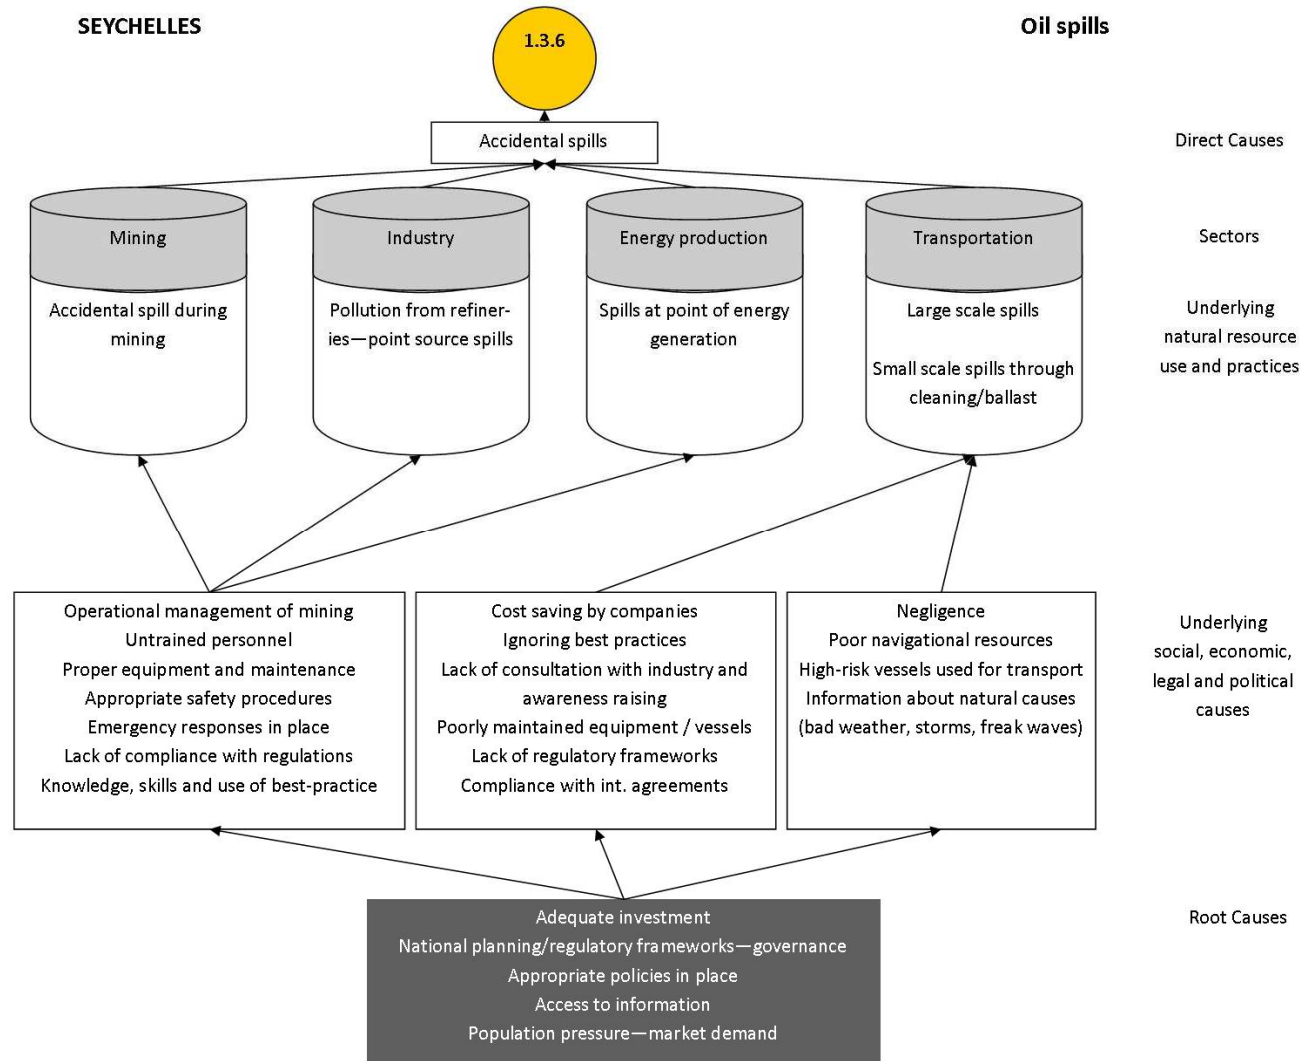 SEYCHELLES
Oil spills
1.3.6
Accidental spills
Direct Causes
Mining
Industry
Energy production
Transportation
Sectors
Accidental spill during
mining
Pollution from refiner-
ies—point source spills
Spills at point of energy
generation
Large scale spills
Small scale spills through
cleaning/ballast
Underlying
natural resource
use and practices
Operational management of mining
Untrained personnel
Proper equipment and maintenance
Appropriate safety procedures
Emergency responses in place
Lack of compliance with regulations
Knowledge, skills and use of best-practice
Cost saving by companies
Ignoring best practices
Lack of consultation with industry and
awareness raising
Poorly maintained equipment / vessels
Lack of regulatory frameworks
Compliance with int. agreements
Negligence
Poor navigational resources
High-risk vessels used for transport
Information about natural causes
(bad weather, storms, freak waves)
Underlying
social, economic,
legal and political
causes
Adequate investment
National planning/regulatory frameworks—governance
Appropriate policies in place
Access to information
Population pressure—market demand
Root Causes